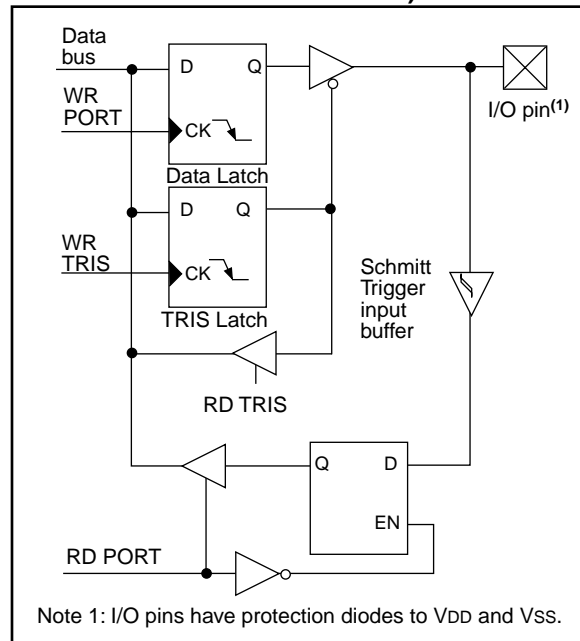 Data
bus
D Q
WR
PORT
CK
I/O pin(1)
Data Latch
D Q
WR
TRIS
CK
Schmitt
Trigger
input
buffer
TRIS Latch
RD TRIS
Q D
EN
RD PORT
Note 1: I/O pins have protection diodes to VDD and VSS.